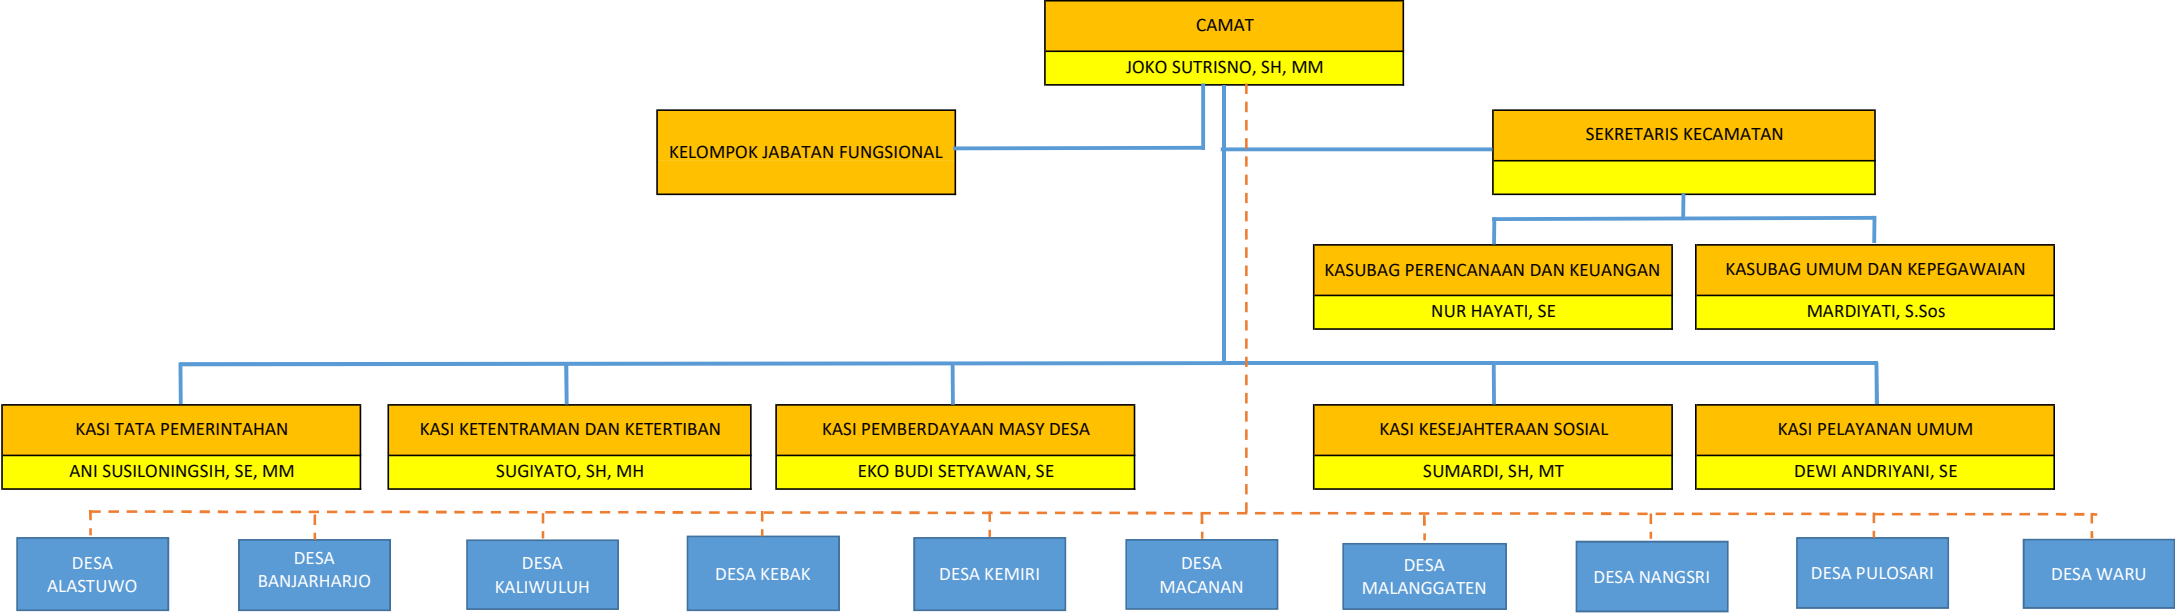 CAMAT
JOKO SUTRISNO, SH, MM
KELOMPOK JABATAN FUNGSIONAL
SEKRETARIS KECAMATAN
KASUBAG PERENCANAAN DAN KEUANGAN
NUR HAYATI, SE
KASUBAG UMUM DAN KEPEGAWAIAN
MARDIYATI, S.Sos
KASI TATA PEMERINTAHAN
ANI SUSILONINGSIH, SE, MM
KASI KETENTRAMAN DAN KETERTIBAN
SUGIYATO, SH, MH
KASI PEMBERDAYAAN MASY DESA
EKO BUDI SETYAWAN, SE
KASI KESEJAHTERAAN SOSIAL
SUMARDI, SH, MT
KASI PELAYANAN UMUM
DEWI ANDRIYANI, SE
DESA
ALASTUWO
DESA
BANJARHARJO
DESA
KALIWULUH
DESA KEBAK
DESA KEMIRI
DESA
MACANAN
DESA
MALANGGATEN
DESA NANGSRI
DESA PULOSARI
DESA WARU